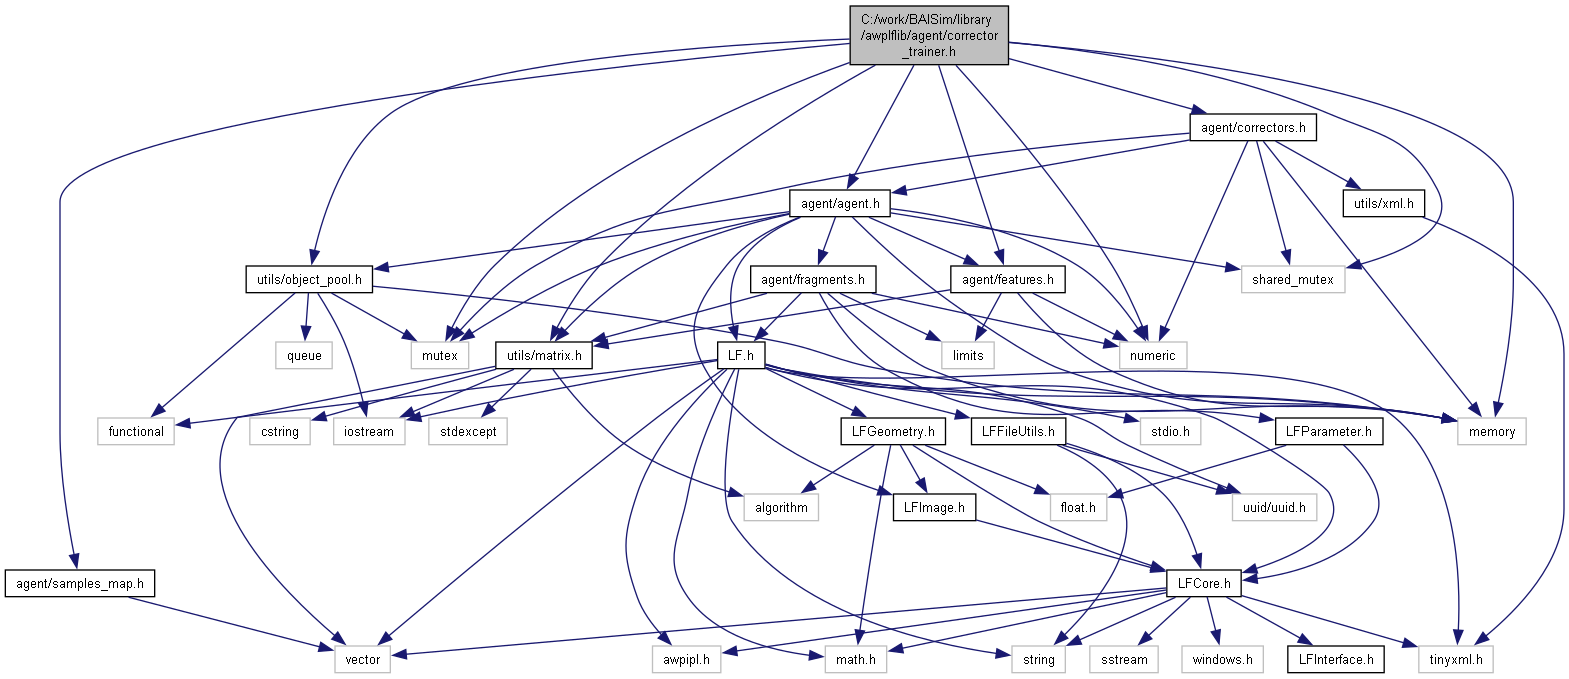 C:/work/BAISim/library
/awplflib/agent/corrector
_trainer.h
agent/correctors.h
agent/agent.h
utils/xml.h
utils/object_pool.h
agent/fragments.h
agent/features.h
shared_mutex
queue
mutex
utils/matrix.h
LF.h
limits
numeric
functional
cstring
iostream
stdexcept
LFGeometry.h
LFFileUtils.h
stdio.h
LFParameter.h
memory
algorithm
LFImage.h
float.h
uuid/uuid.h
agent/samples_map.h
LFCore.h
vector
awpipl.h
math.h
string
sstream
windows.h
LFInterface.h
tinyxml.h